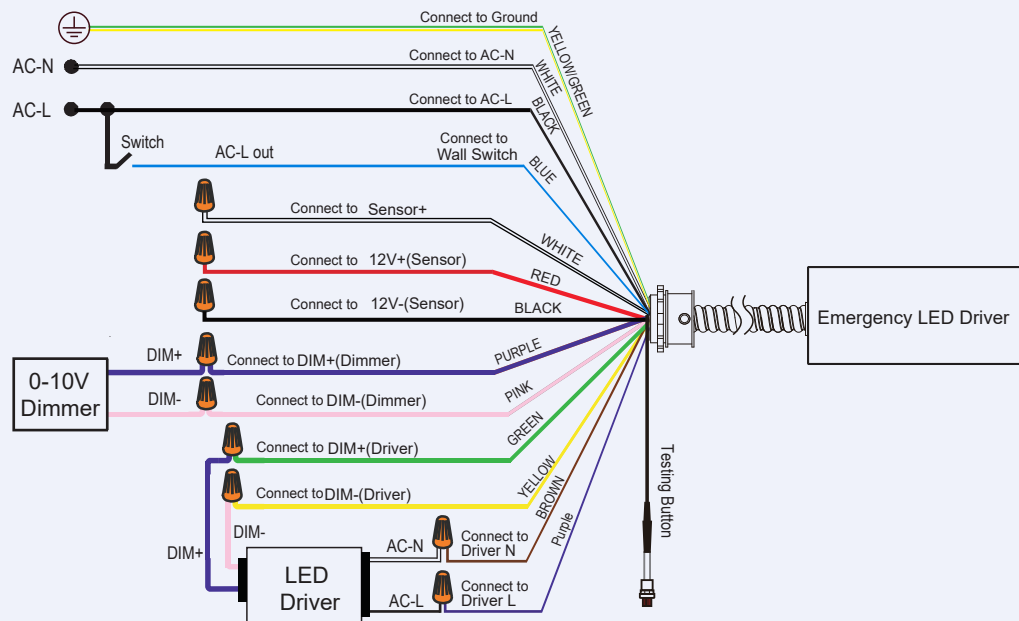 Connect to Ground
YELLOW/GREEN
AC-N
Connect to AC-N
WHITE
AC-L
Connect to AC-L
BLACK
Switch
AC-L out
Connect to
Wall Switch
BLUE
Connect to Sensor+
WHITE
Connect to 12V+(Sensor)
RED
Connect to 12V-(Sensor)
BLACK
Emergency LED Driver
0-10V
Dimmer
DIM+
Connect to DIM+(Dimmer)
PURPLE
DIM-
Connect to DIM-(Dimmer)
PINK
Connect to DIM+(Driver)
GREEN
Connect to DIM-(Driver)
YELLOW
BROWN
Purple
Testing Button
DIM+
DIM-
LED
Driver
AC-N
Connect to
Driver N
AC-L
Connect to
Driver L